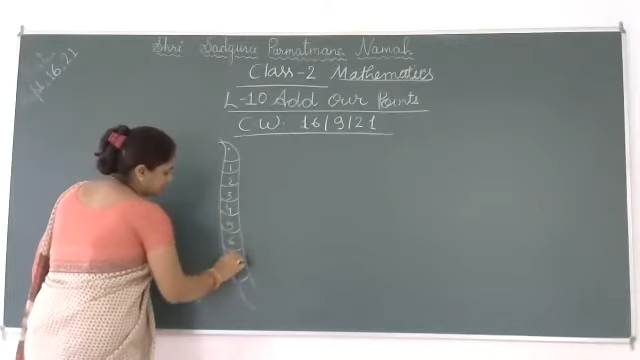 Shri Sadguru Parmatmane Namah
Class-2 Mathematics
L-10 Add Our Points
CW. 16/9/21
1
2
3
4
5
6